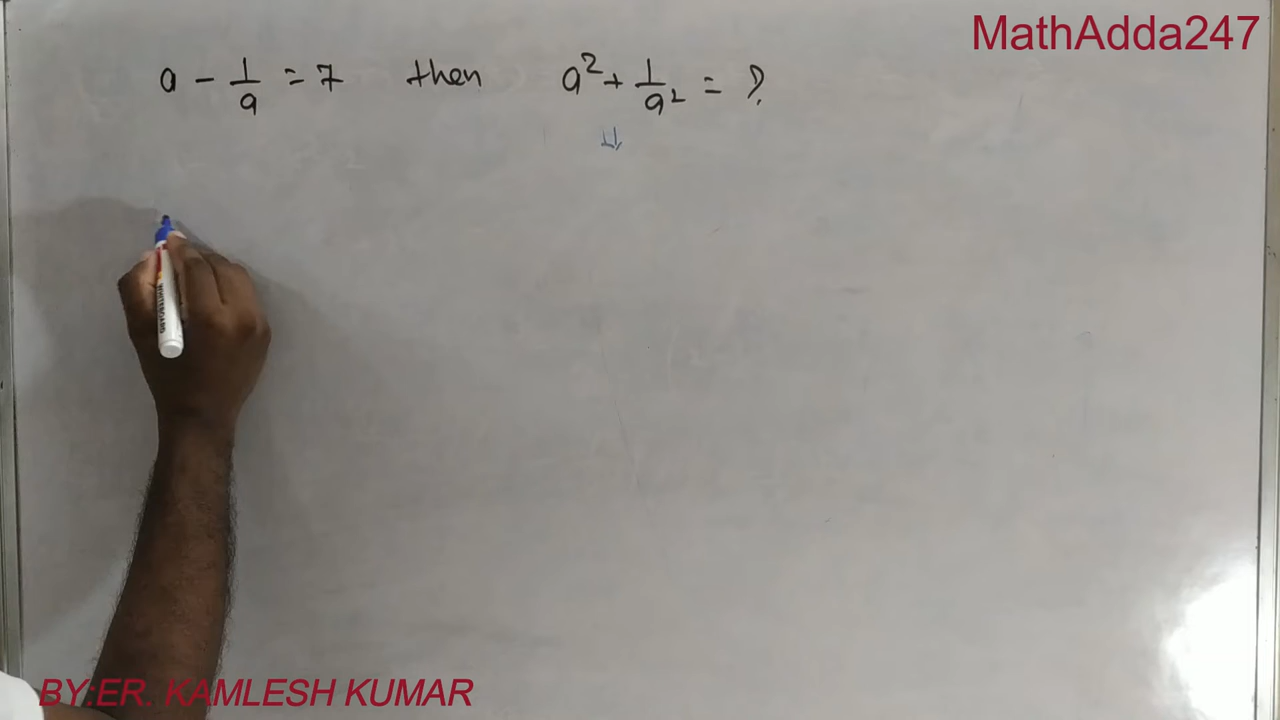 MathAdda247
a - 1/a = 7 then a² + 1/a² = ?
BY:ER. KAMLESH KUMAR